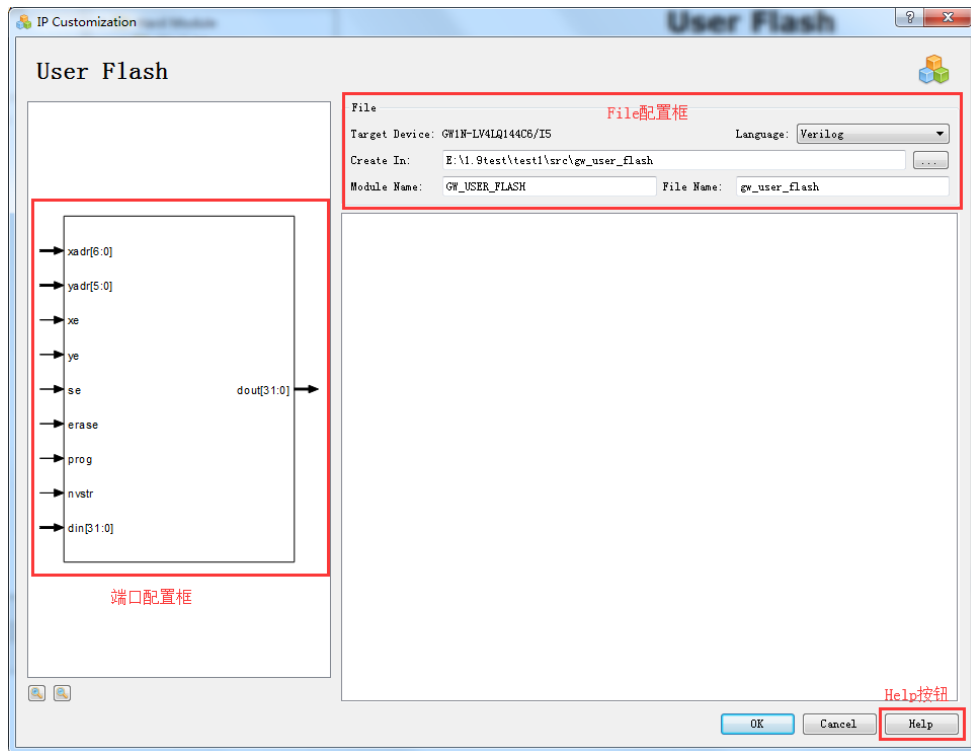 IP Customization
User Flash
User Flash
File
File配置框
Target Device: GW1N-LV4LQ144C6/I5
Language: Verilog
Create In: E:\1.9test\test1\src\gw_user_flash
...
Module Name: GW_USER_FLASH
File Name: gw_user_flash
xadr[6:0]
yadr[5:0]
xe
ye
se
dout[31:0]
erase
prog
nvstr
din[31:0]
端口配置框
Help按钮
OK
Cancel
Help